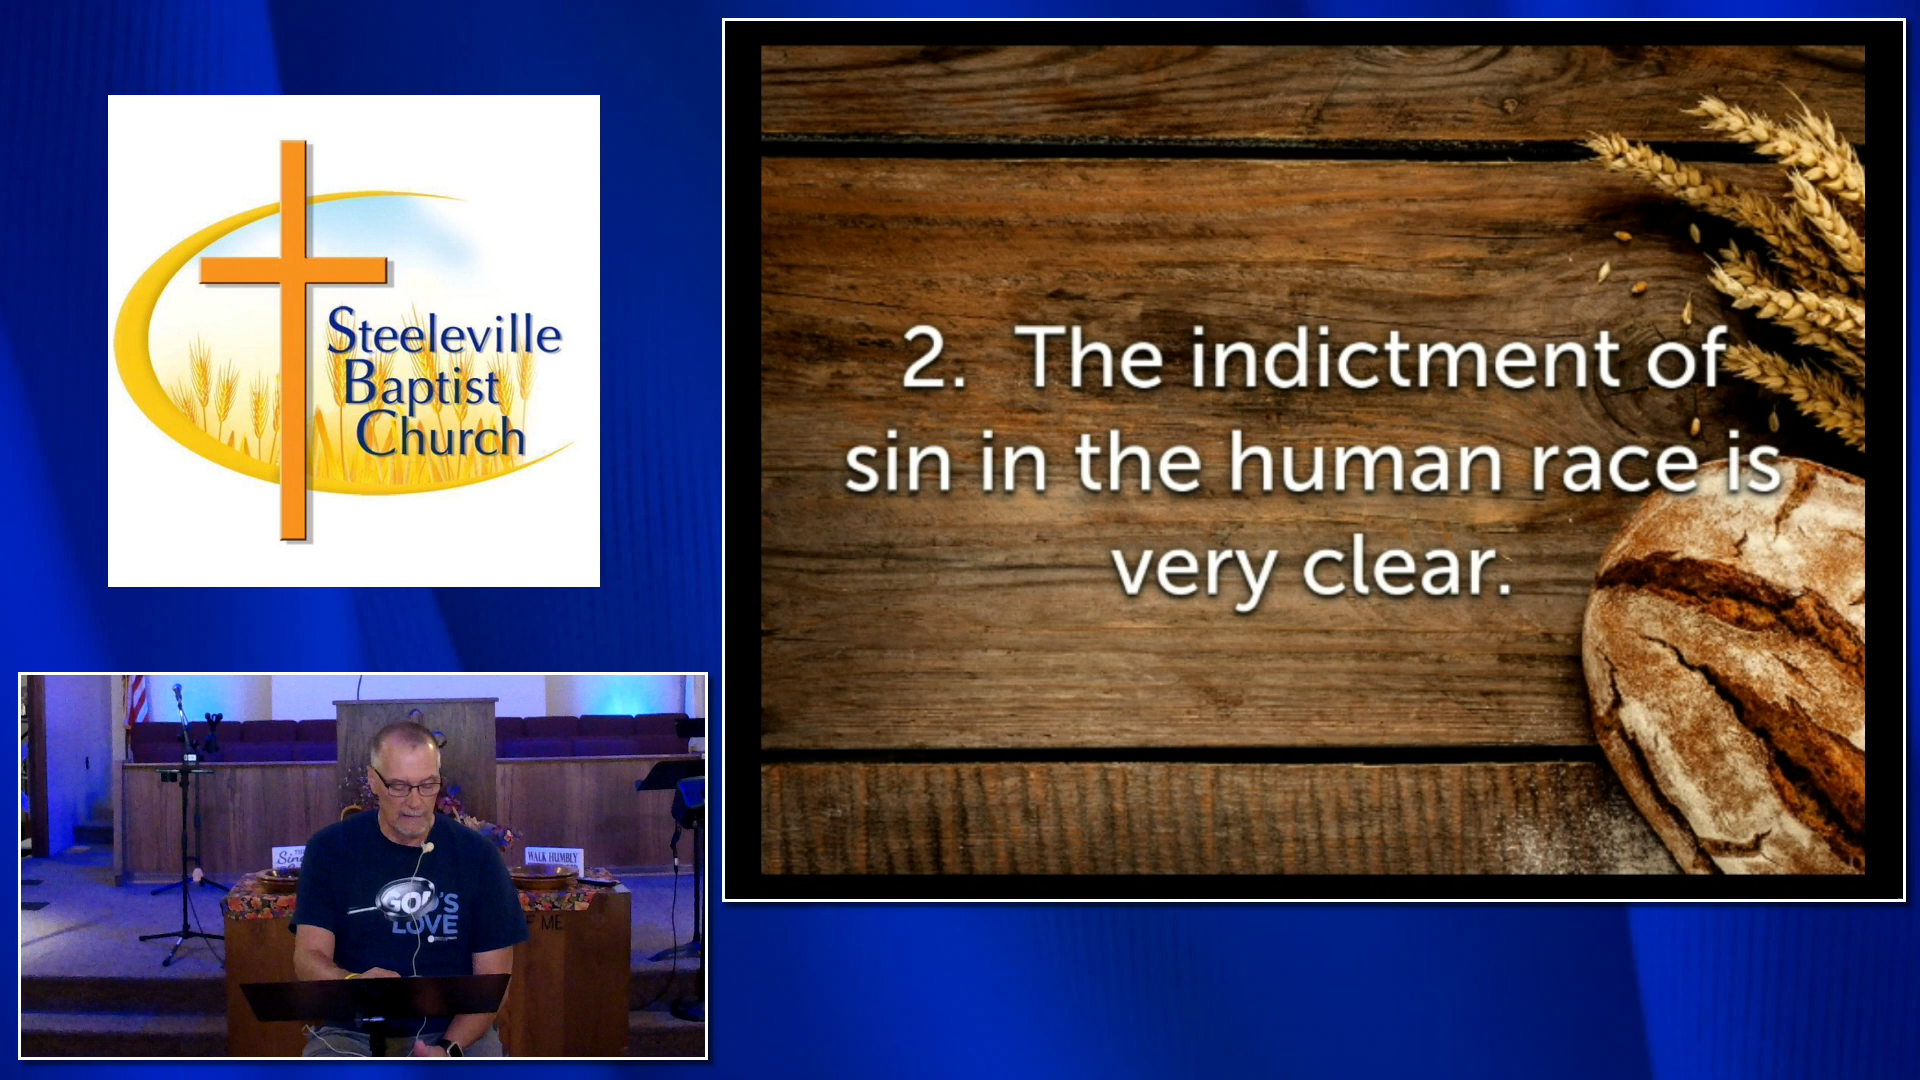 Steeleville
Baptist
Church
2. The indictment of
sin in the human race is
very clear.
WALK HUMBLY
GOD'S
LOVE
ME